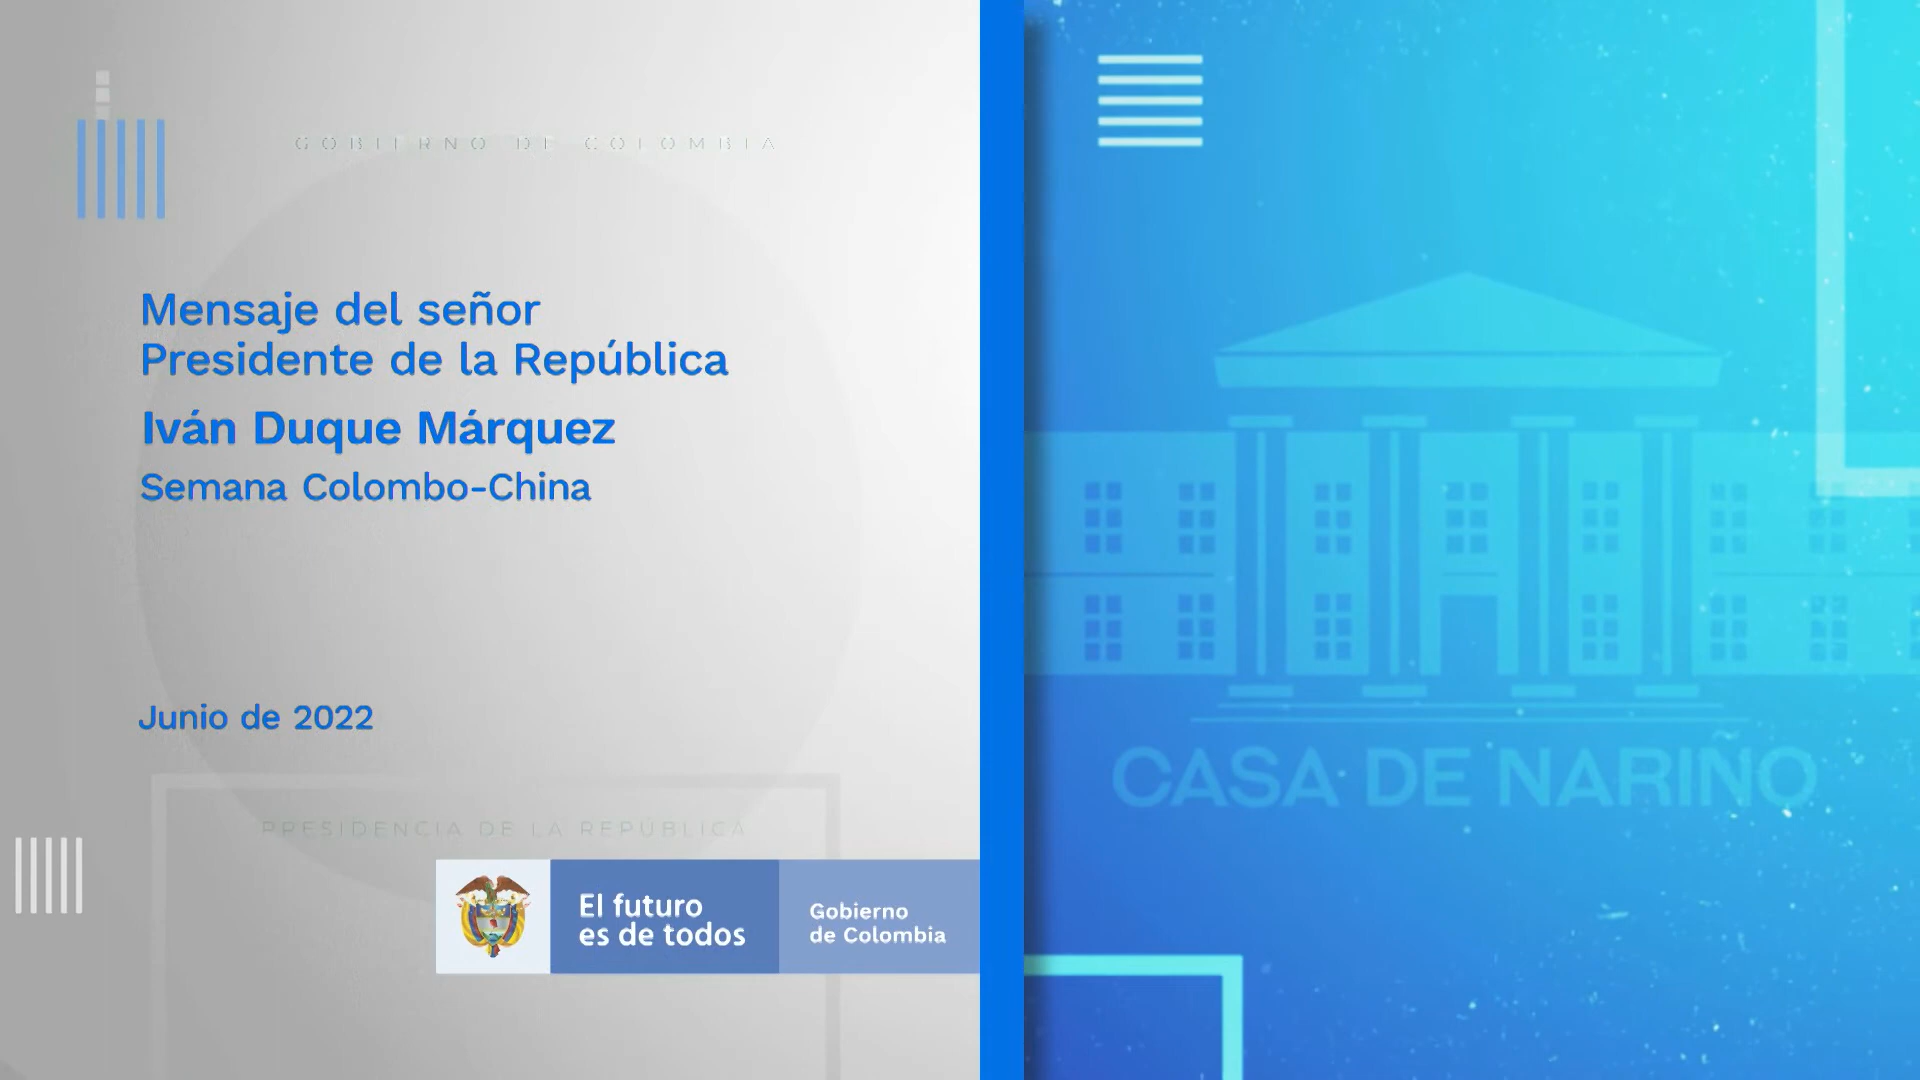 GOBIERNO DE COLOMBIA
Mensaje del señor
Presidente de la República
Iván Duque Márquez
Semana Colombo-China
Junio de 2022
PRESIDENCIA DE LA REPÚBLICA
El futuro
es de todos
Gobierno
de Colombia
CASA DE NARIÑO